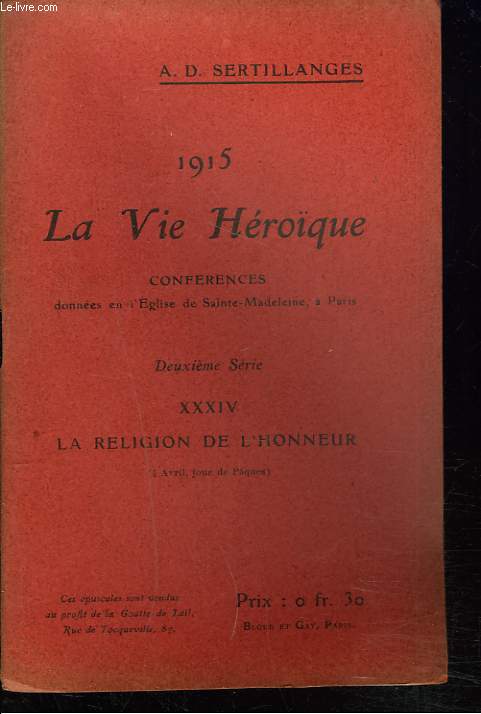 Le-livre.com
A. D. SERTILLANGES
1915
La Vie Héroïque
CONFERENCES
données en l'Eglise de Sainte-Madeleine, à Paris
Deuxième Série
XXXIV
LA RELIGION DE L'HONNEUR
(4 Avril, jour de Pâques)
Ces opuscules sont vendus
au profit de la Goutte de Lait,
Rue de Tocqueville, 87.
Prix : 0 fr. 30
BLOUD ET GAY, PARIS.